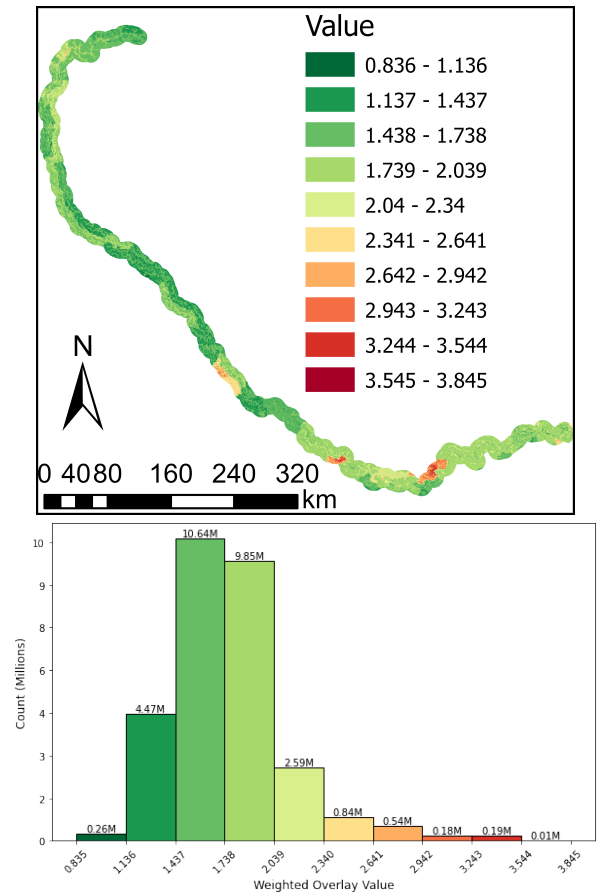 Value
0.836 - 1.136
1.137 - 1.437
1.438 - 1.738
1.739 - 2.039
2.04 - 2.34
2.341 - 2.641
2.642 - 2.942
2.943 - 3.243
3.244 - 3.544
3.545 - 3.845
N
0 40 80 160 240 320
km
10.64M
9.85M
4.47M
2.59M
0.84M
0.54M
0.26M
0.18M
0.19M
0.01M
10
9
8
6
4
3
2
0
Count (Millions)
0.835 1.136 1.437 1.738 2.039 2.340 2.641 2.942 3.243 3.544 3.845
Weighted Overlay Value